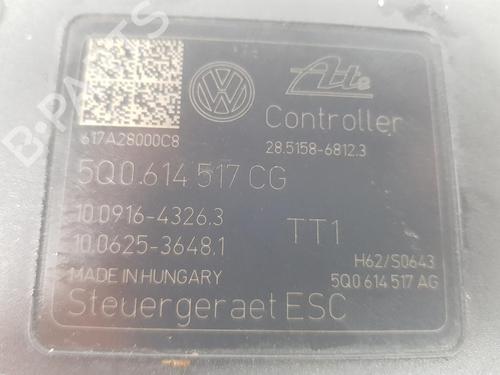 Ate
617A28000C8
Controller
28.5158-6812.3
5Q0.614 517 CG
10.0916-4326.3
10.0625-3648.1
TT1
H62/S0643
MADE IN HUNGARY
5Q0 614 517 AG
Steuergeraet ESC
B-PARTS